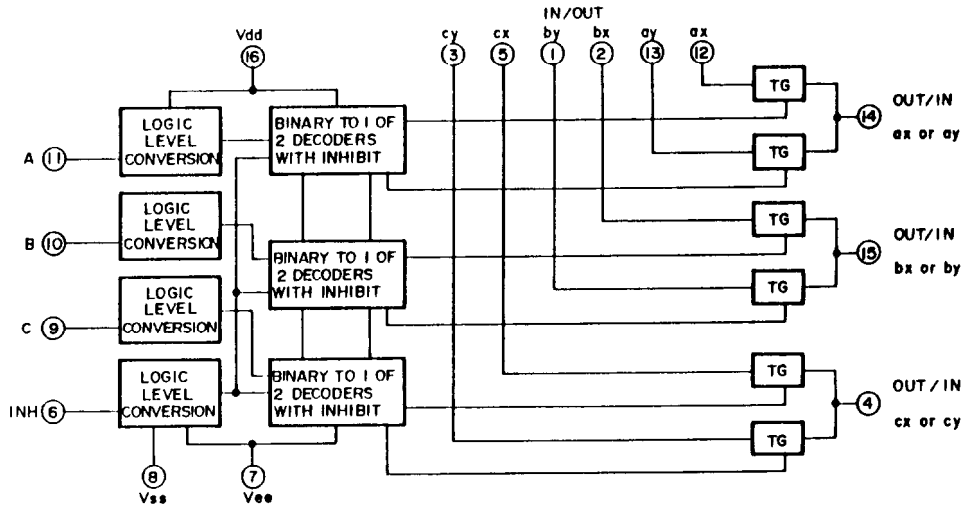 IN/OUT
Vdd
cy cx by bx ay ax
16
3 5 1 2 13 12
TG
LOGIC
LEVEL
CONVERSION
BINARY TO 1 OF
2 DECODERS
WITH INHIBIT
OUT/IN
14
ax or ay
A 11
TG
LOGIC
LEVEL
CONVERSION
B 10
TG
OUT/IN
15
bx or by
BINARY TO 1 OF
2 DECODERS
WITH INHIBIT
TG
LOGIC
LEVEL
CONVERSION
C 9
LOGIC
LEVEL
CONVERSION
INH 6
BINARY TO 1 OF
2 DECODERS
WITH INHIBIT
TG
OUT/IN
4
cx or cy
TG
8
Vss
7
Vee